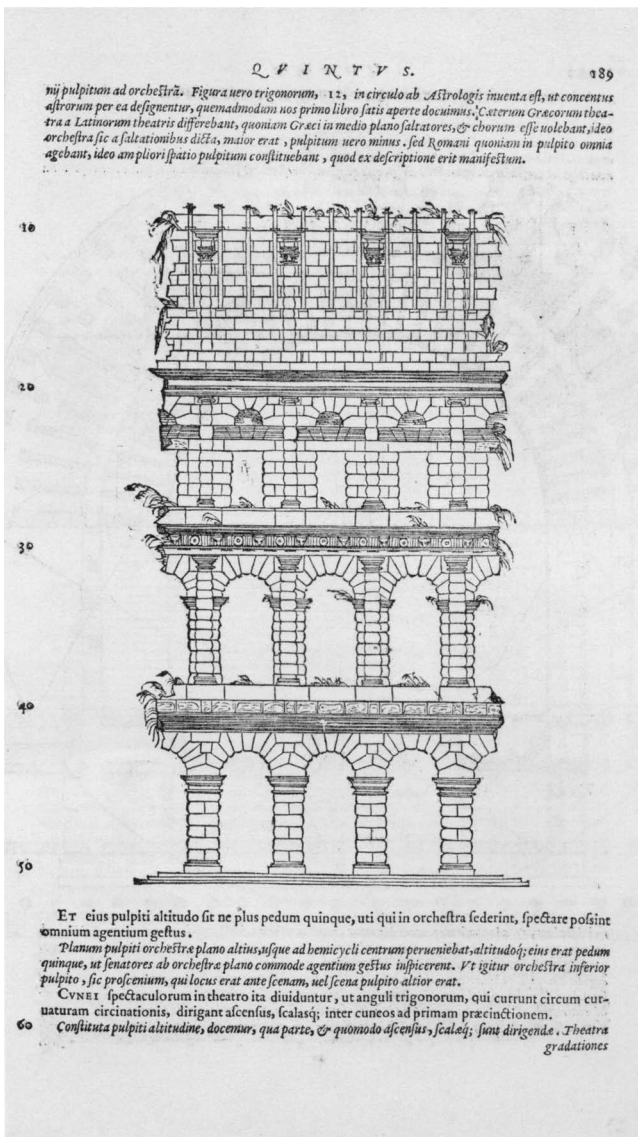 QVINTVS. 189
nij pulpitum ad orchestrā. Figura uero trigonorum, 12, in circulo ab Astrologis inuenta est, ut concentus
astrorum per ea designentur, quemadmodum nos primo libro satis aperte documus. Cæterum Græcorum thea-
tra a Latinorum theatris differebant, quoniam Græci in medio plano saltatores, & chorum esse uolebant, ideo
orchestra sic a saltationibus dicta, maior erat, pulpitum uero minus. sed Romani quoniam in pulpito omnia
agebant, ideo ampliori spatio pulpitum constituebant, quod ex descriptione erit manifestum.
10
20
30
40
50
ET eius pulpiti altitudo sit ne plus pedum quinque, uti qui in orchestra sederint, spectare possint
omnium agentium gestus.
Planum pulpiti orchestræ plano altius, usque ad hemicycli centrum perueniebat, altitudoq; eius erat pedum
quinque, ut senatores ab orchestræ plano commode agentium gestus inspicerent. Vt igitur orchestra inferior
pulpito, sic proscenium, qui locus erat ante scenam, uel scena pulpito altior erat.
CVNEI spectaculorum in theatro ita diuiduntur, ut anguli trigonorum, qui currunt circum cur-
uaturam circinationis, dirigant ascensus, scalasq; inter cuneos ad primam præcinctionem.
60 Constituta pulpiti altitudine, docemur, qua parte, & quomodo ascensus, scalæq; sunt dirigendæ. Theatra
gradationes